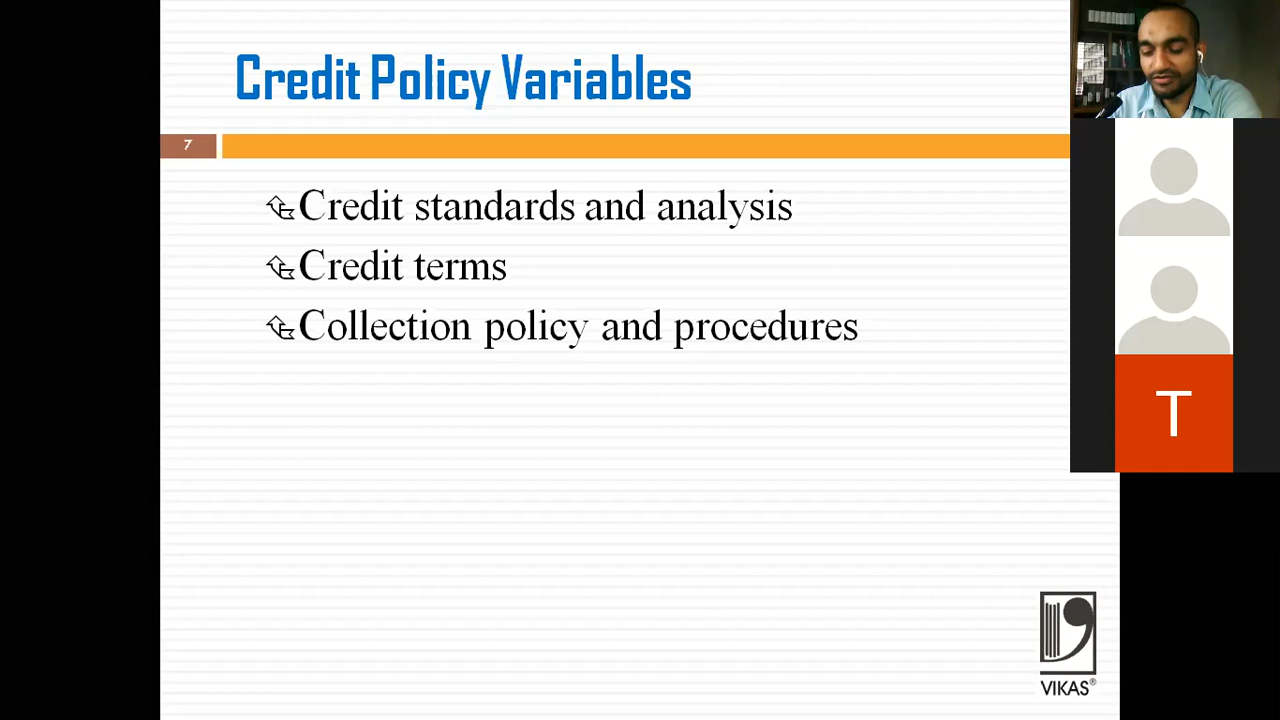 Credit Policy Variables
7
Credit standards and analysis
Credit terms
Collection policy and procedures
T
VIKAS®